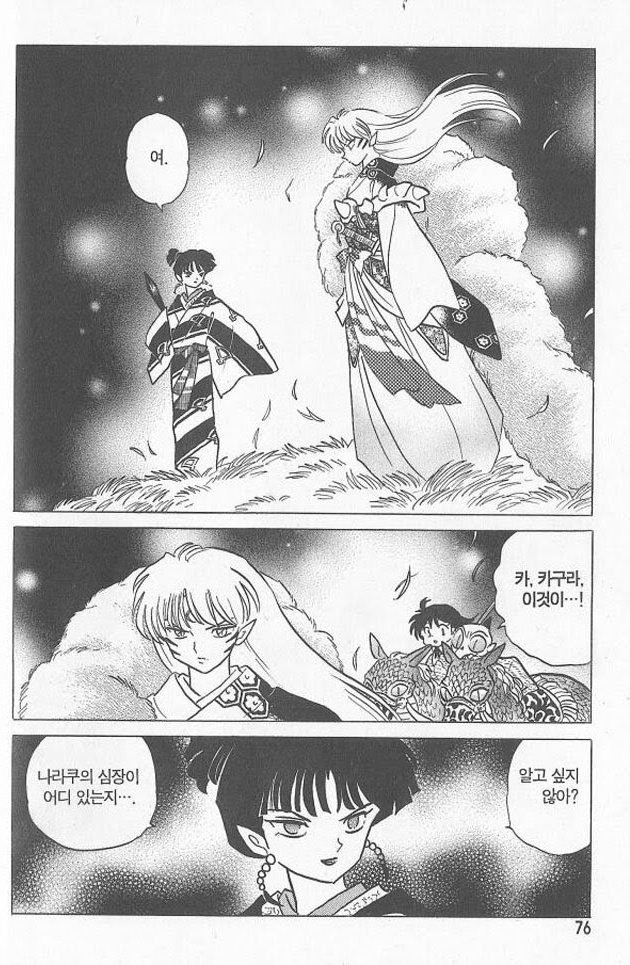 여.
카, 카구라,
이것이…!
나라쿠의 심장이
어디 있는지….
알고 싶지
않아?
76